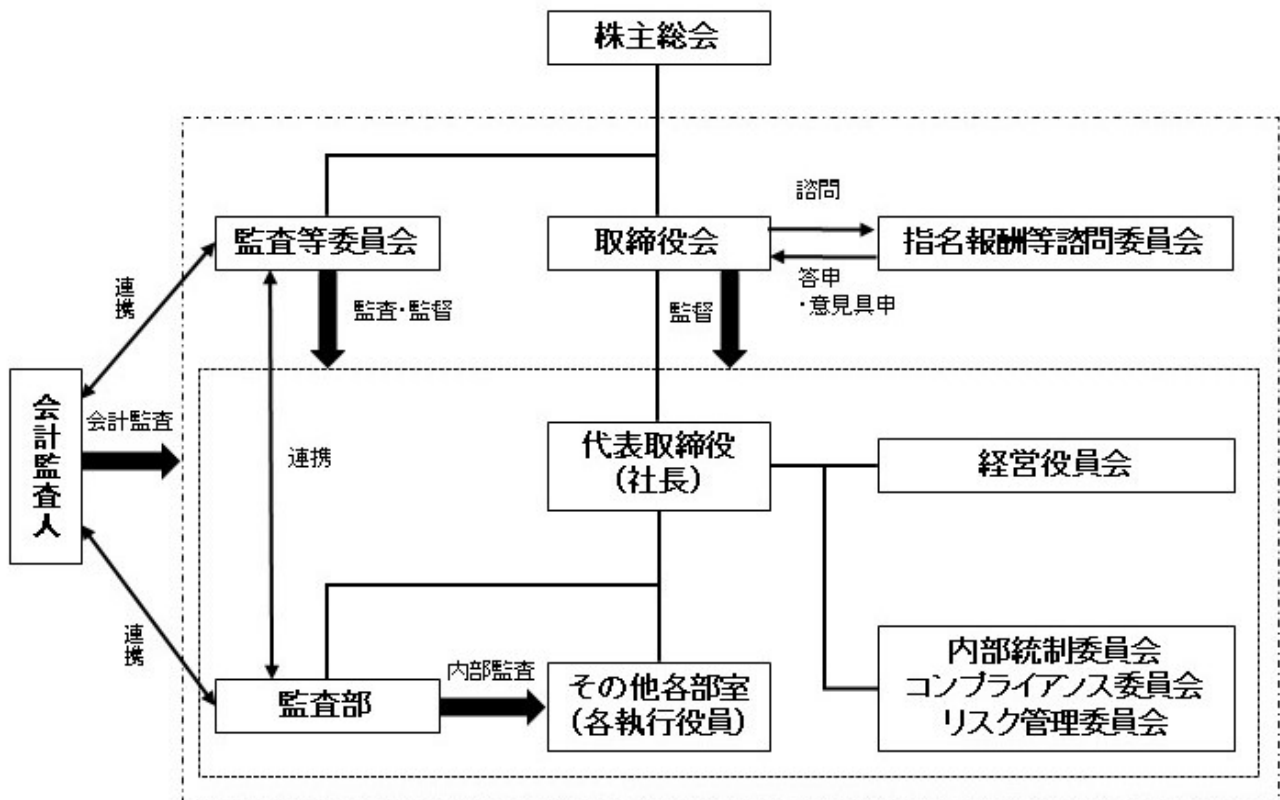 株主総会
諮問
監査等委員会
取締役会
指名報酬等諮問委員会
連携
監査・監督
監督
答申
・意見具申
会計監査人
会計監査
連携
代表取締役
(社長)
経営役員会
連携
監査部
内部監査
その他各部室
(各執行役員)
内部統制委員会
コンプライアンス委員会
リスク管理委員会